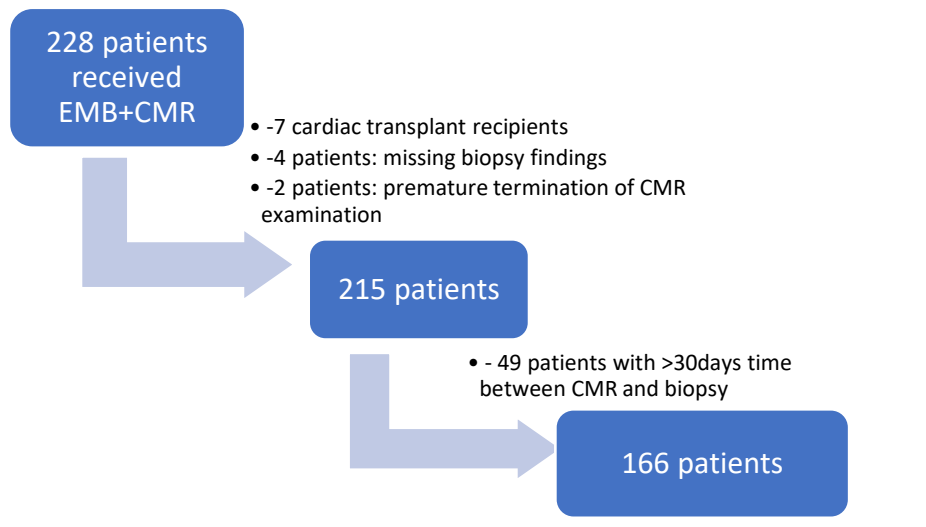 228 patients
received
EMB+CMR
• -7 cardiac transplant recipients
• -4 patients: missing biopsy findings
• -2 patients: premature termination of CMR
examination
215 patients
• - 49 patients with >30days time
between CMR and biopsy
166 patients